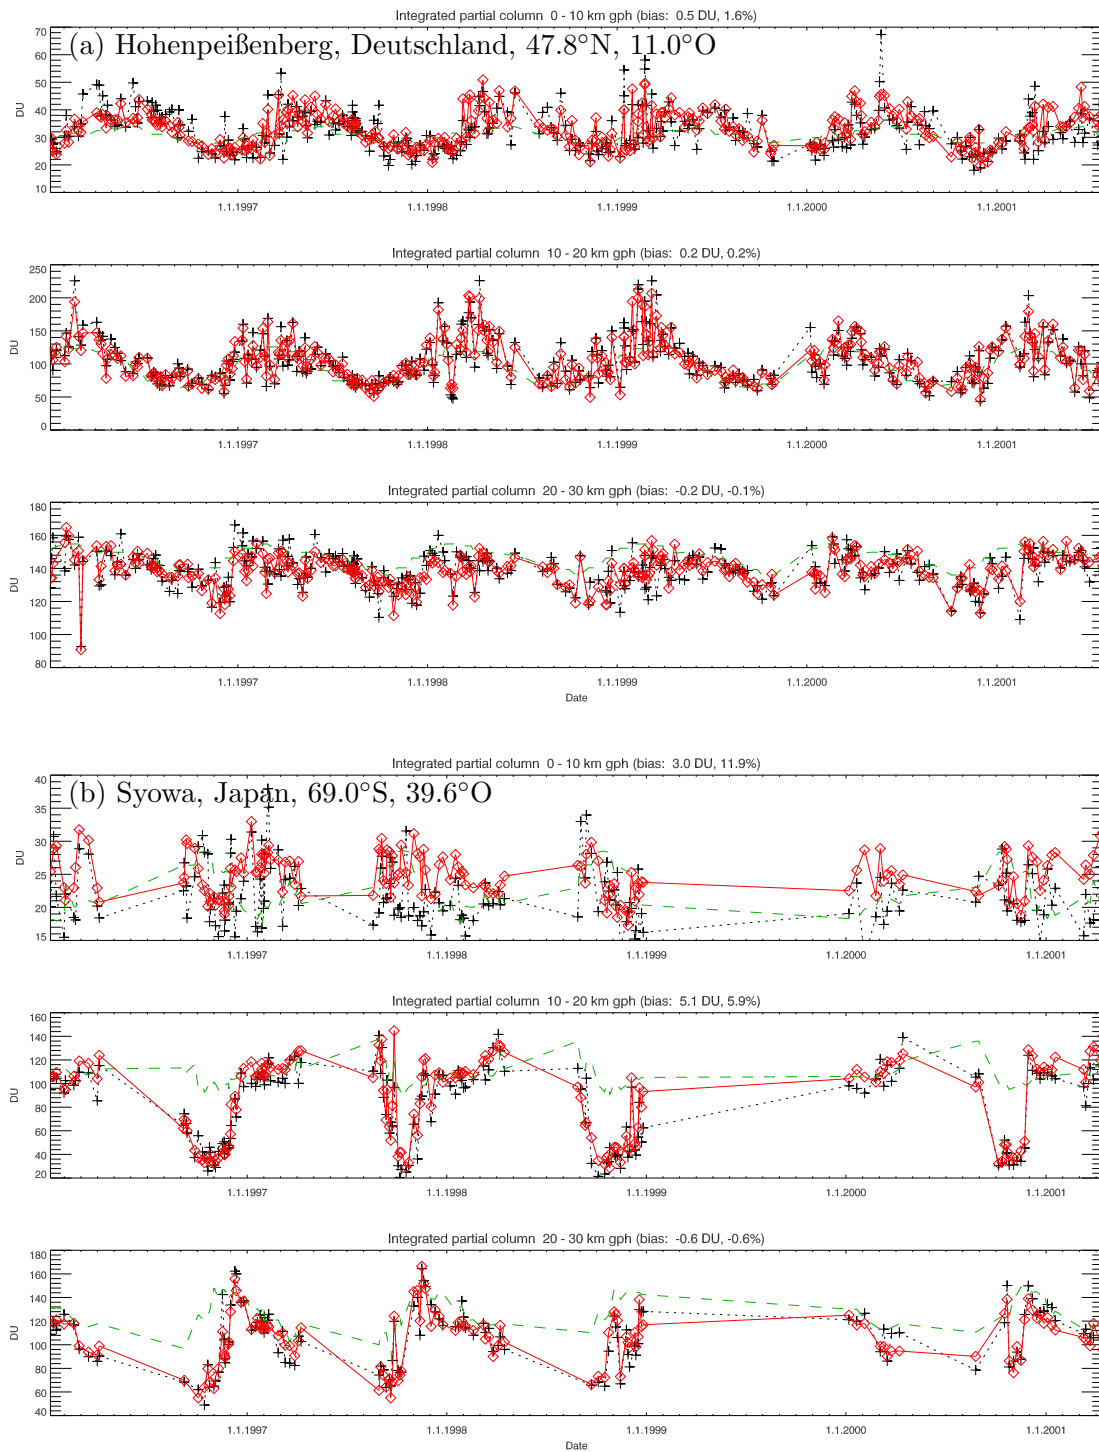 Integrated partial column 0 - 10 km gph (bias: 0.5 DU, 1.6%)
(a) Hohenpeißenberg, Deutschland, 47.8°N, 11.0°O
70
60
50
40
30
20
10
DU
1.1.1997 1.1.1998 1.1.1999 1.1.2000 1.1.2001
Integrated partial column 10 - 20 km gph (bias: 0.2 DU, 0.2%)
250
200
150
100
50
0
DU
1.1.1997 1.1.1998 1.1.1999 1.1.2000 1.1.2001
Integrated partial column 20 - 30 km gph (bias: -0.2 DU, -0.1%)
180
160
140
120
100
80
DU
1.1.1997 1.1.1998 1.1.1999 1.1.2000 1.1.2001
Date
Integrated partial column 0 - 10 km gph (bias: 3.0 DU, 11.9%)
(b) Syowa, Japan, 69.0°S, 39.6°O
40
35
30
25
20
15
DU
1.1.1997 1.1.1998 1.1.1999 1.1.2000 1.1.2001
Integrated partial column 10 - 20 km gph (bias: 5.1 DU, 5.9%)
160
140
120
100
80
60
40
20
DU
1.1.1997 1.1.1998 1.1.1999 1.1.2000 1.1.2001
Integrated partial column 20 - 30 km gph (bias: -0.6 DU, -0.6%)
180
160
140
120
100
80
60
40
DU
1.1.1997 1.1.1998 1.1.1999 1.1.2000 1.1.2001
Date